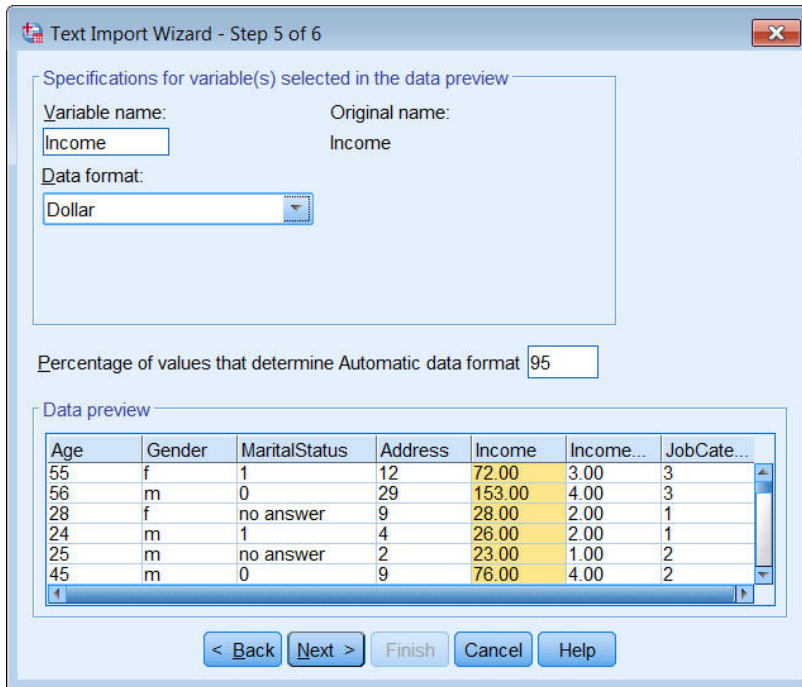 Text Import Wizard - Step 5 of 6
Specifications for variable(s) selected in the data preview
Variable name: Original name:
Income Income
Data format:
Dollar
Percentage of values that determine Automatic data format 95
Data preview
Age Gender MaritalStatus Address Income Income... JobCate...
55 f 1 12 72.00 3.00 3
56 m 0 29 153.00 4.00 3
28 f no answer 9 28.00 2.00 1
24 m 1 4 26.00 2.00 1
25 m no answer 2 23.00 1.00 2
45 m 0 9 76.00 4.00 2
< Back Next > Finish Cancel Help